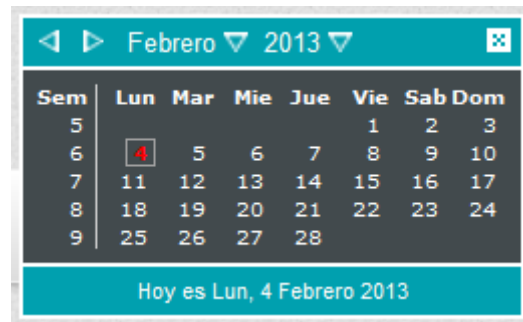 Febrero 2013
Sem Lun Mar Mie Jue Vie Sab Dom
5 1 2 3
6 4 5 6 7 8 9 10
7 11 12 13 14 15 16 17
8 18 19 20 21 22 23 24
9 25 26 27 28
Hoy es Lun, 4 Febrero 2013